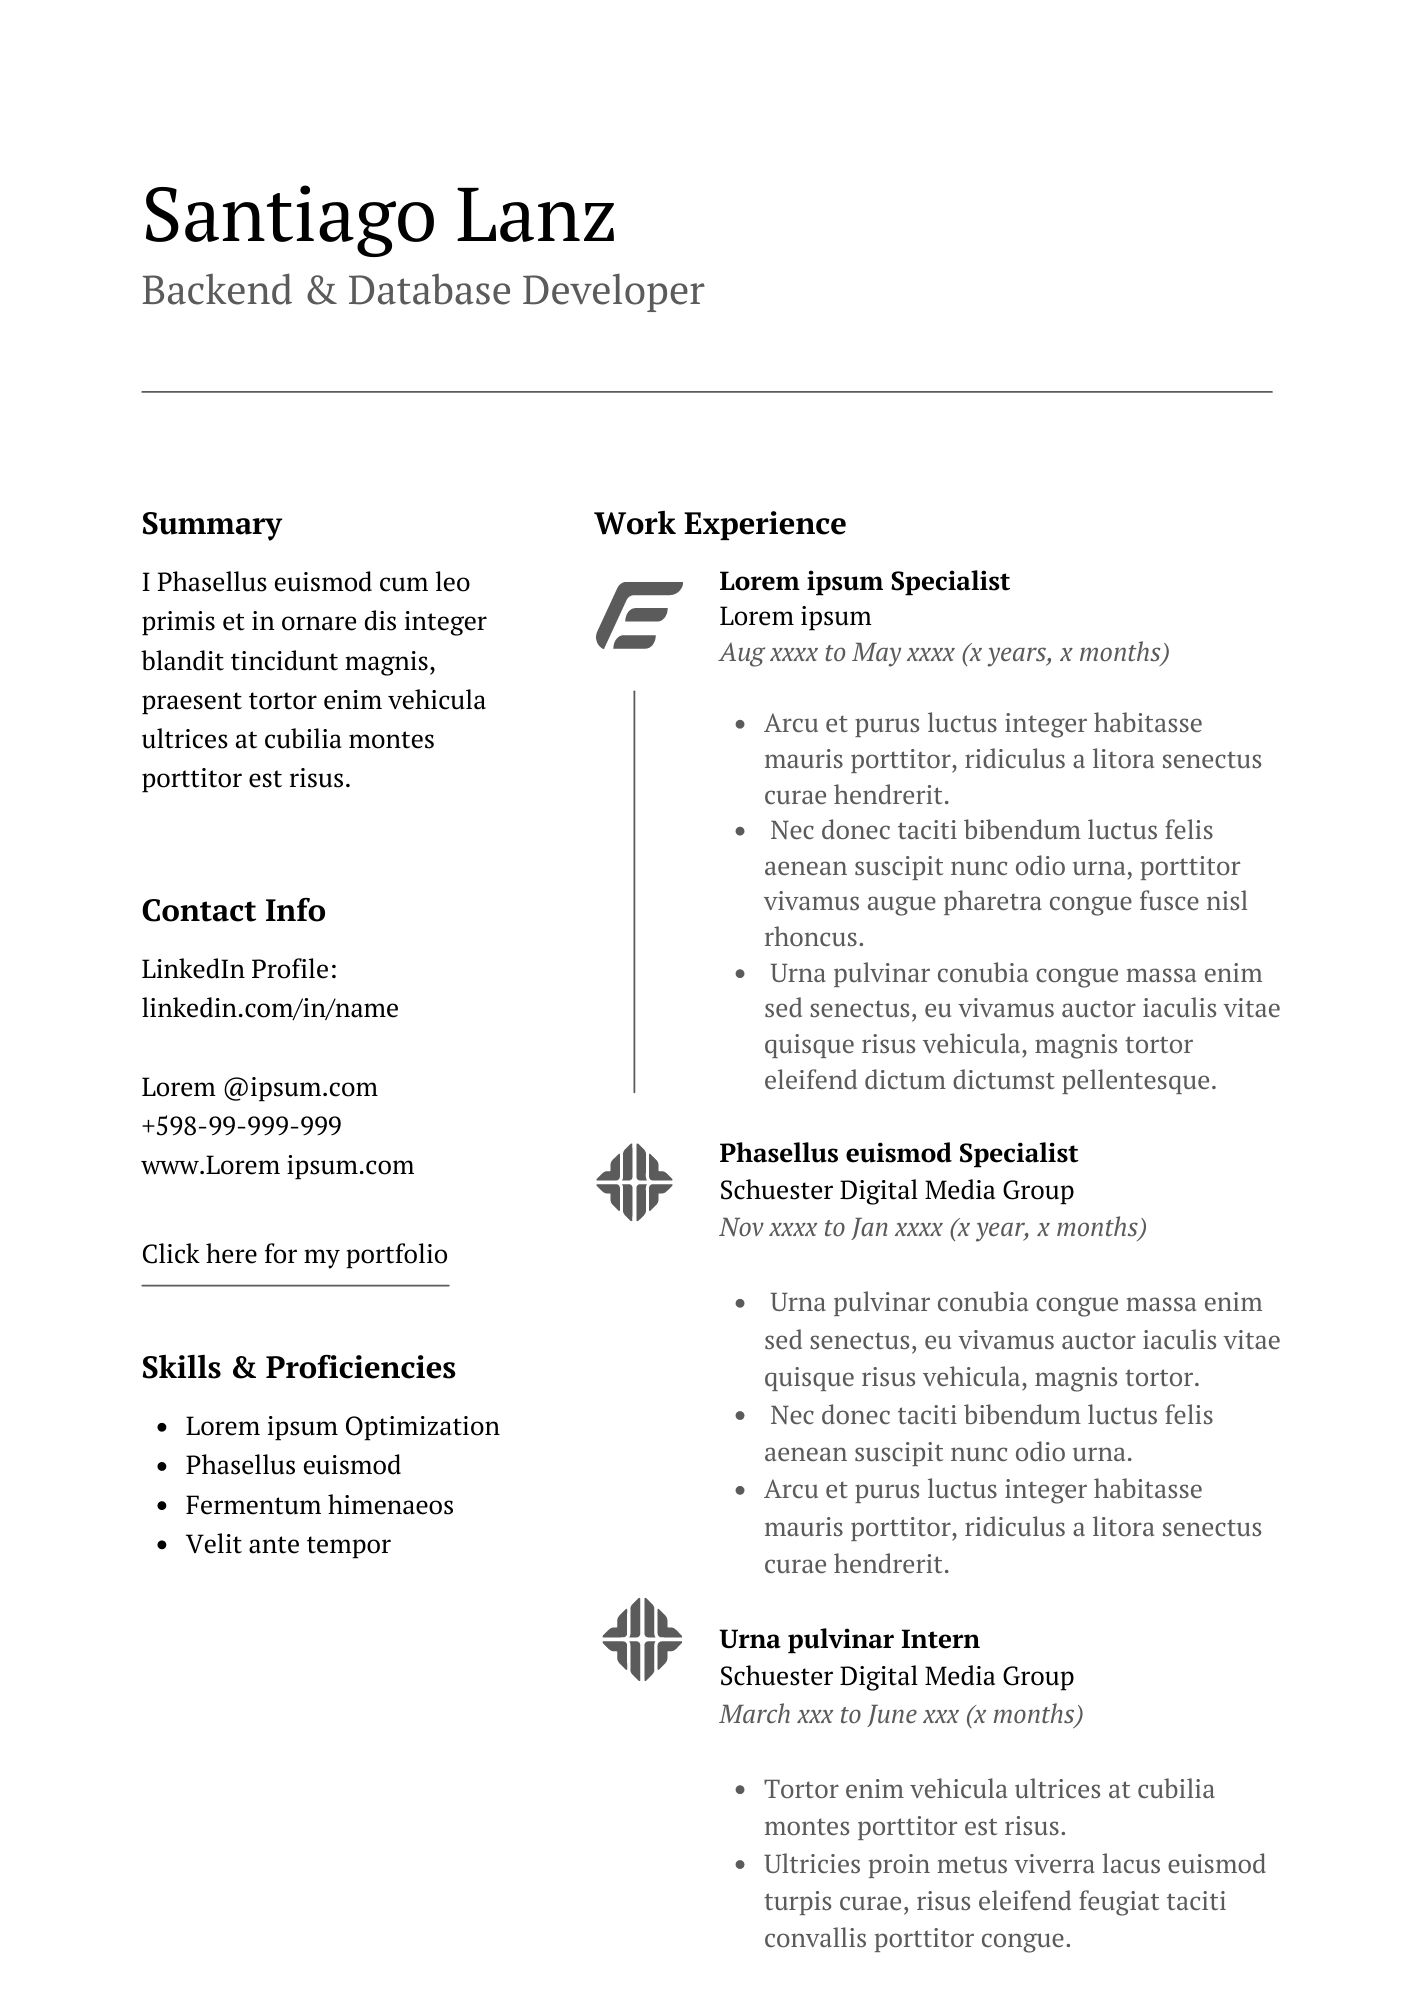 Santiago Lanz
Backend & Database Developer
Summary
I Phasellus euismod cum leo
primis et in ornare dis integer
blandit tincidunt magnis,
praesent tortor enim vehicula
ultrices at cubilia montes
porttitor est risus.
Contact Info
LinkedIn Profile:
linkedin.com/in/name
Lorem @ipsum.com
+598-99-999-999
www.Lorem ipsum.com
Click here for my portfolio
Skills & Proficiencies
• Lorem ipsum Optimization
• Phasellus euismod
• Fermentum himenaeos
• Velit ante tempor
Work Experience
Lorem ipsum Specialist
Lorem ipsum
Aug xxxx to May xxxx (x years, x months)
• Arcu et purus luctus integer habitasse
mauris porttitor, ridiculus a litora senectus
curae hendrerit.
• Nec donec taciti bibendum luctus felis
aenean suscipit nunc odio urna, porttitor
vivamus augue pharetra congue fusce nisl
rhoncus.
• Urna pulvinar conubia congue massa enim
sed senectus, eu vivamus auctor iaculis vitae
quisque risus vehicula, magnis tortor
eleifend dictum dictumst pellentesque.
Phasellus euismod Specialist
Schuester Digital Media Group
Nov xxxx to Jan xxxx (x year, x months)
• Urna pulvinar conubia congue massa enim
sed senectus, eu vivamus auctor iaculis vitae
quisque risus vehicula, magnis tortor.
• Nec donec taciti bibendum luctus felis
aenean suscipit nunc odio urna.
• Arcu et purus luctus integer habitasse
mauris porttitor, ridiculus a litora senectus
curae hendrerit.
Urna pulvinar Intern
Schuester Digital Media Group
March xxx to June xxx (x months)
• Tortor enim vehicula ultrices at cubilia
montes porttitor est risus.
• Ultricies proin metus viverra lacus euismod
turpis curae, risus eleifend feugiat taciti
convallis porttitor congue.